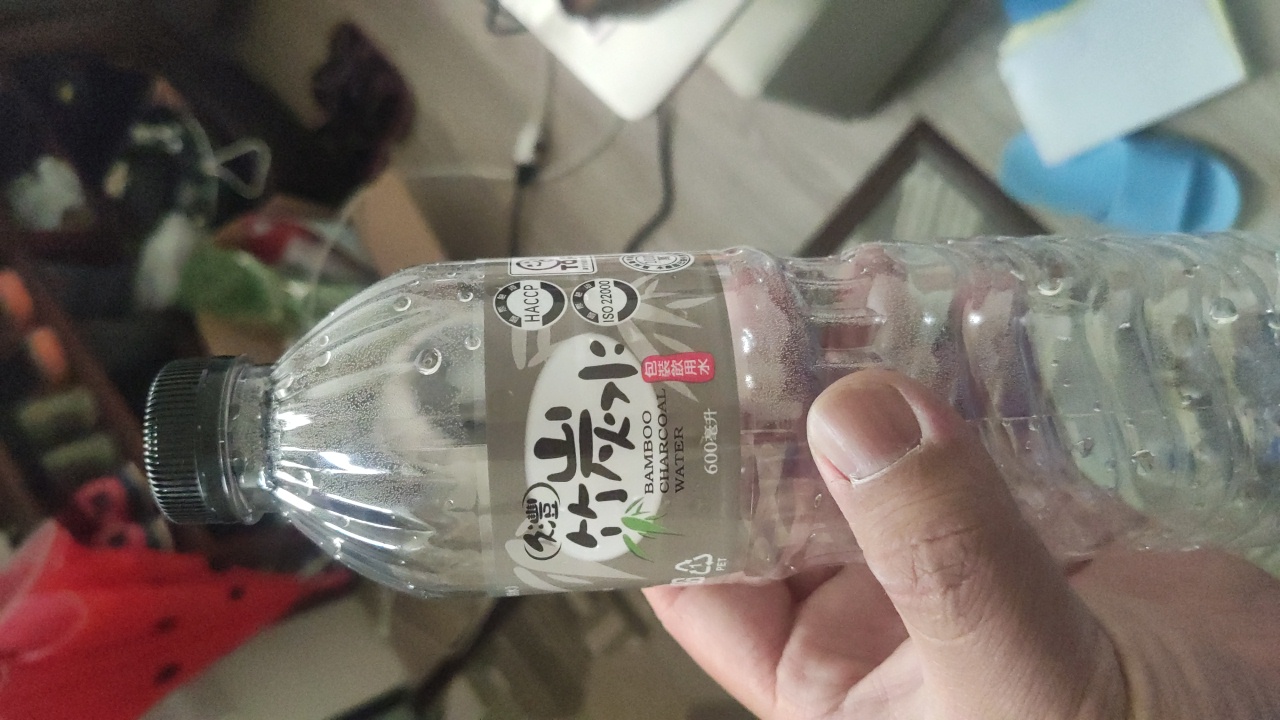 HACCP
ISO 22000
久灃
竹炭水
包裝飲用水
BAMBOO
CHARCOAL
WATER
600毫升
PET